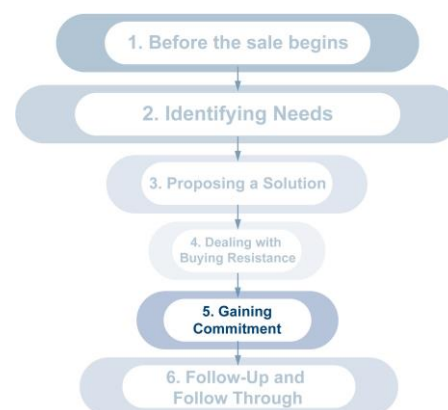 1. Before the sale begins
2. Identifying Needs
3. Proposing a Solution
4. Dealing with
Buying Resistance
5. Gaining
Commitment
6. Follow-Up and
Follow Through